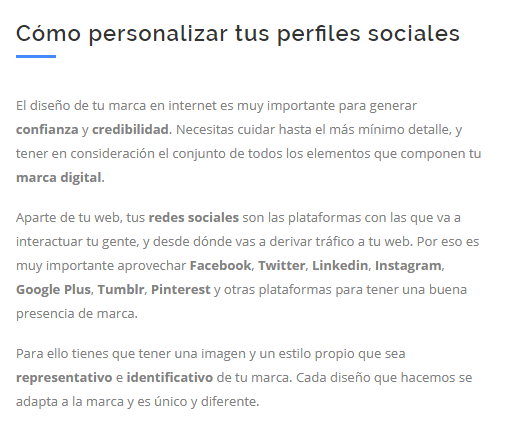 Cómo personalizar tus perfiles sociales
El diseño de tu marca en internet es muy importante para generar
confianza y credibilidad. Necesitas cuidar hasta el más mínimo detalle, y
tener en consideración el conjunto de todos los elementos que componen tu
marca digital.
Aparte de tu web, tus redes sociales son las plataformas con las que va a
interactuar tu gente, y desde dónde vas a derivar tráfico a tu web. Por eso es
muy importante aprovechar Facebook, Twitter, Linkedin, Instagram,
Google Plus, Tumblr, Pinterest y otras plataformas para tener una buena
presencia de marca.
Para ello tienes que tener una imagen y un estilo propio que sea
representativo e identificativo de tu marca. Cada diseño que hacemos se
adapta a la marca y es único y diferente.